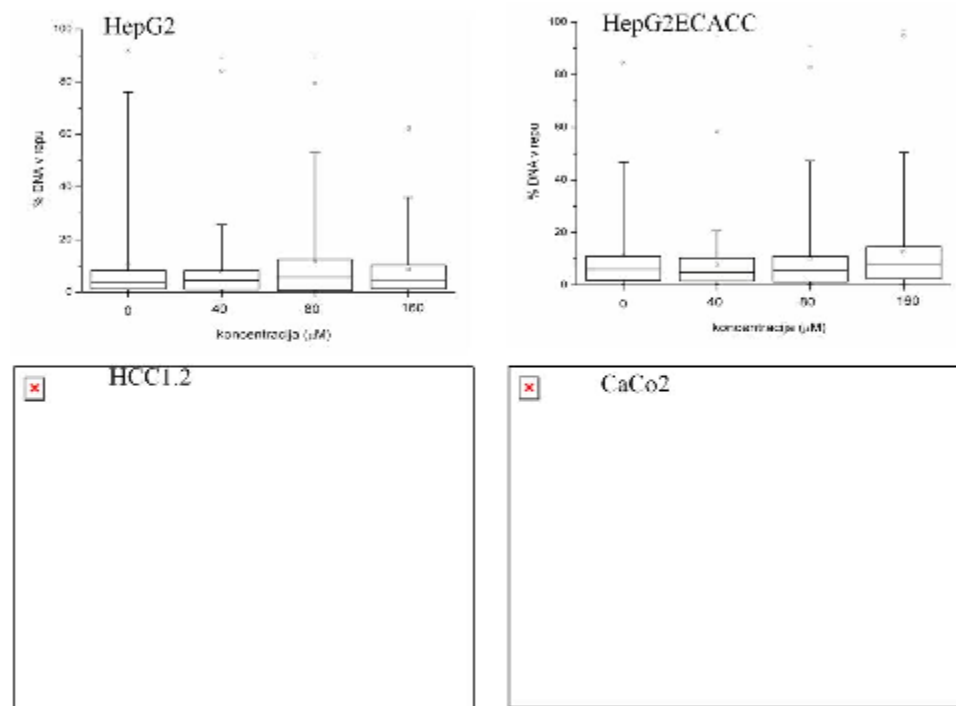 HepG2
100
80
60
40
20
0
% DNA v repu
0 40 80 160
koncentracija (µM)
HepG2ECACC
100
80
60
40
20
0
% DNA v repu
0 40 80 160
koncentracija (µM)
HCC1.2
CaCo2